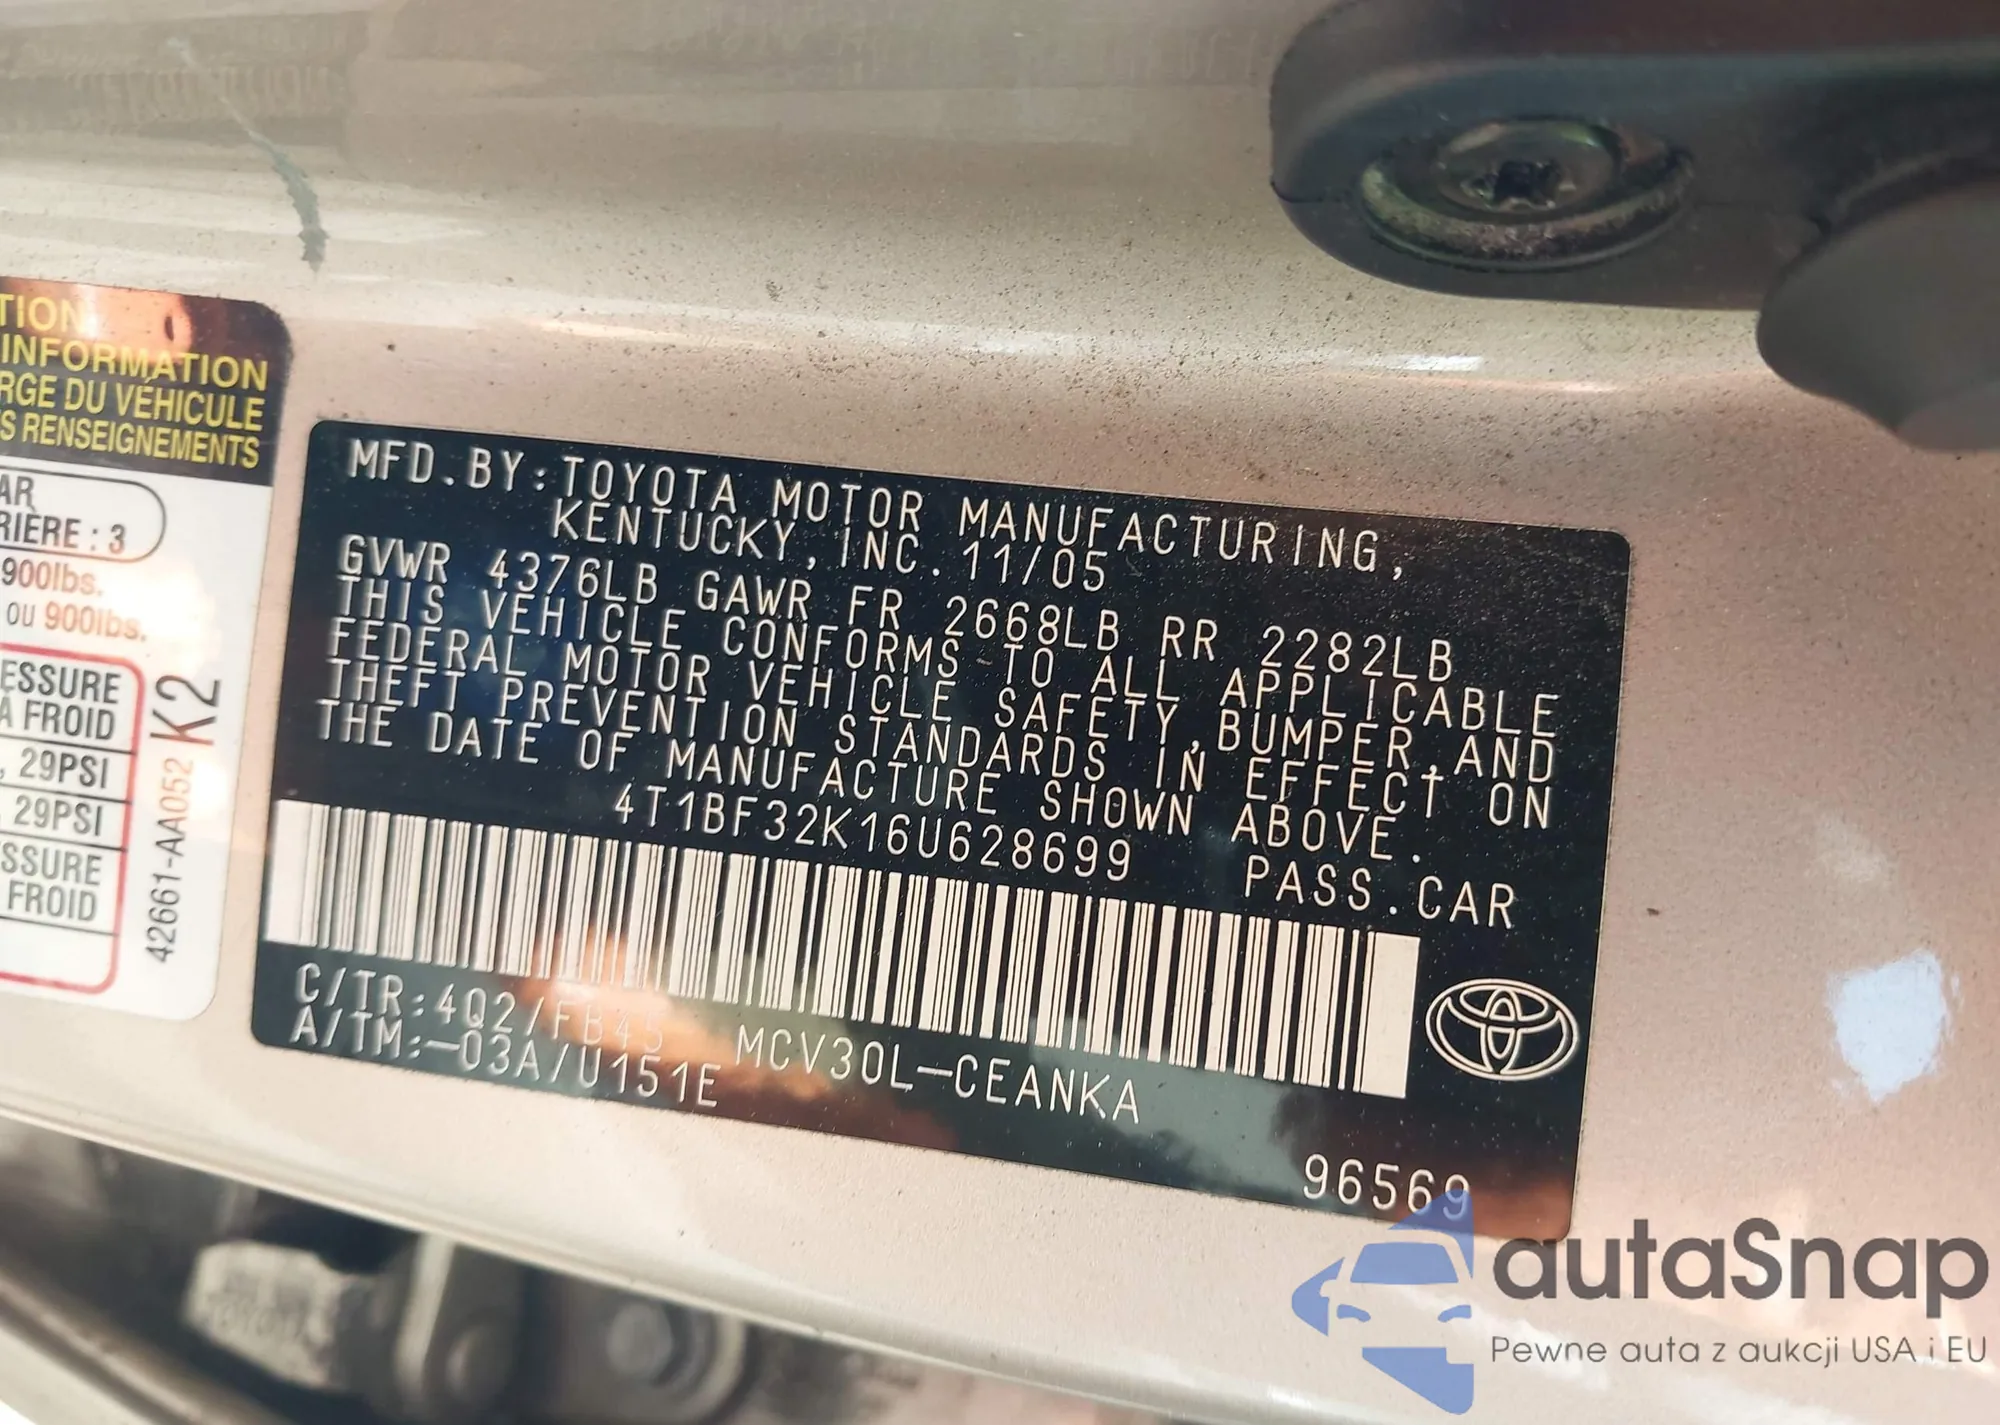 TION
INFORMATION
RGE DU VÉHICULE
S RENSEIGNEMENTS
AR
RIÈRE : 3
900lbs.
ou 900lbs.
ESSURE
A FROID
, 29PSI
, 29PSI
SSURE
FROID
42661-AA052 K2
MFD.BY:TOYOTA MOTOR MANUFACTURING,
KENTUCKY,INC.11/05
GVWR 4376LB GAWR FR 2668LB RR 2282LB
THIS VEHICLE CONFORMS TO ALL APPLICABLE
FEDERAL MOTOR VEHICLE SAFETY,BUMPER,AND
THEFT PREVENTION STANDARDS IN EFFECT ON
THE DATE OF MANUFACTURE SHOWN ABOVE.
4T1BF32K16U628699 PASS.CAR
C/TR:4Q2/FB45 MCV30L-CEANKA
A/TM:-03A/U151E
96569
autaSnap
Pewne auta z aukcji USA i EU